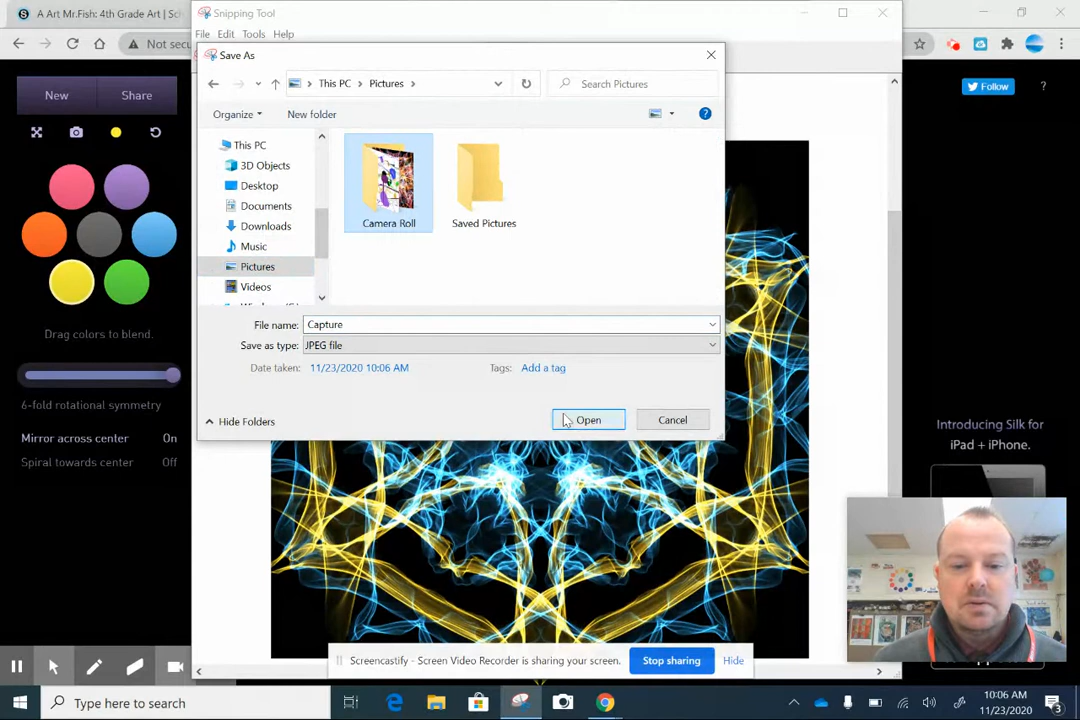 A Art Mr.Fish: 4th Grade Art | Sch
Snipping Tool
File Edit Tools Help
Save As
Not secu
This PC Pictures
Search Pictures
New Share
Follow ?
Organize New folder
This PC
3D Objects
Desktop
Documents
Downloads
Music
Pictures
Videos
Camera Roll Saved Pictures
File name: Capture
Save as type: JPEG file
Date taken: 11/23/2020 10:06 AM Tags: Add a tag
Hide Folders
Open Cancel
Drag colors to blend.
6-fold rotational symmetry
Mirror across center On
Spiral towards center Off
Introducing Silk for
iPad + iPhone.
Screencastify - Screen Video Recorder is sharing your screen. Stop sharing Hide
Type here to search
10:06 AM
11/23/2020
3